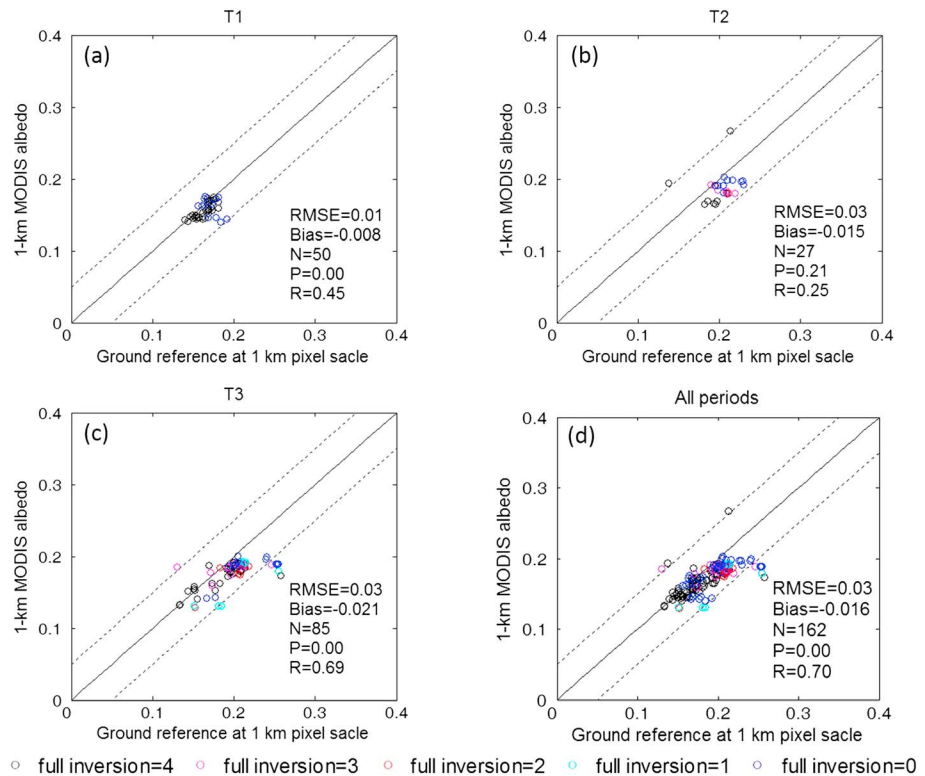 T1
(a)
0.4
0.3
0.2
0.1
0
1-km MODIS albedo
RMSE=0.01
Bias=-0.008
N=50
P=0.00
R=0.45
0 0.1 0.2 0.3 0.4
Ground reference at 1 km pixel sacle
T2
(b)
0.4
0.3
0.2
0.1
0
1-km MODIS albedo
RMSE=0.03
Bias=-0.015
N=27
P=0.21
R=0.25
0 0.1 0.2 0.3 0.4
Ground reference at 1 km pixel sacle
T3
(c)
0.4
0.3
0.2
0.1
0
1-km MODIS albedo
RMSE=0.03
Bias=-0.021
N=85
P=0.00
R=0.69
0 0.1 0.2 0.3 0.4
Ground reference at 1 km pixel sacle
All periods
(d)
0.4
0.3
0.2
0.1
0
1-km MODIS albedo
RMSE=0.03
Bias=-0.016
N=162
P=0.00
R=0.70
0 0.1 0.2 0.3 0.4
Ground reference at 1 km pixel sacle
full inversion=4 full inversion=3 full inversion=2 full inversion=1 full inversion=0